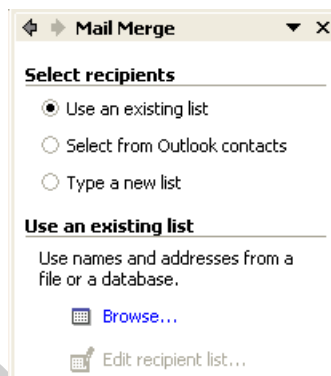 Mail Merge
Select recipients
Use an existing list
Select from Outlook contacts
Type a new list
Use an existing list
Use names and addresses from a
file or a database.
Browse...
Edit recipient list...